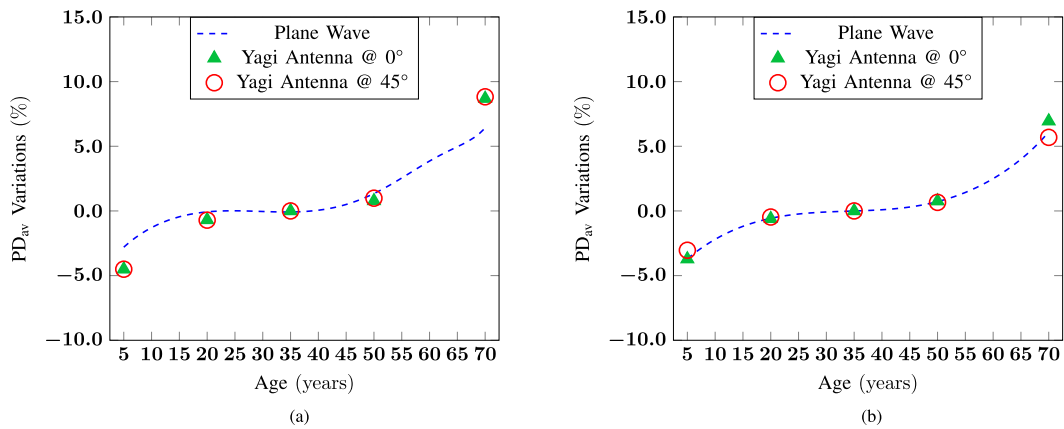 15.0
10.0
5.0
0.0
−5.0
−10.0
PDav Variations (%)
Plane Wave
Yagi Antenna @ 0°
Yagi Antenna @ 45°
5 10 15 20 25 30 35 40 45 50 55 60 65 70
Age (years)
(a)
15.0
10.0
5.0
0.0
−5.0
−10.0
PDav Variations (%)
Plane Wave
Yagi Antenna @ 0°
Yagi Antenna @ 45°
5 10 15 20 25 30 35 40 45 50 55 60 65 70
Age (years)
(b)